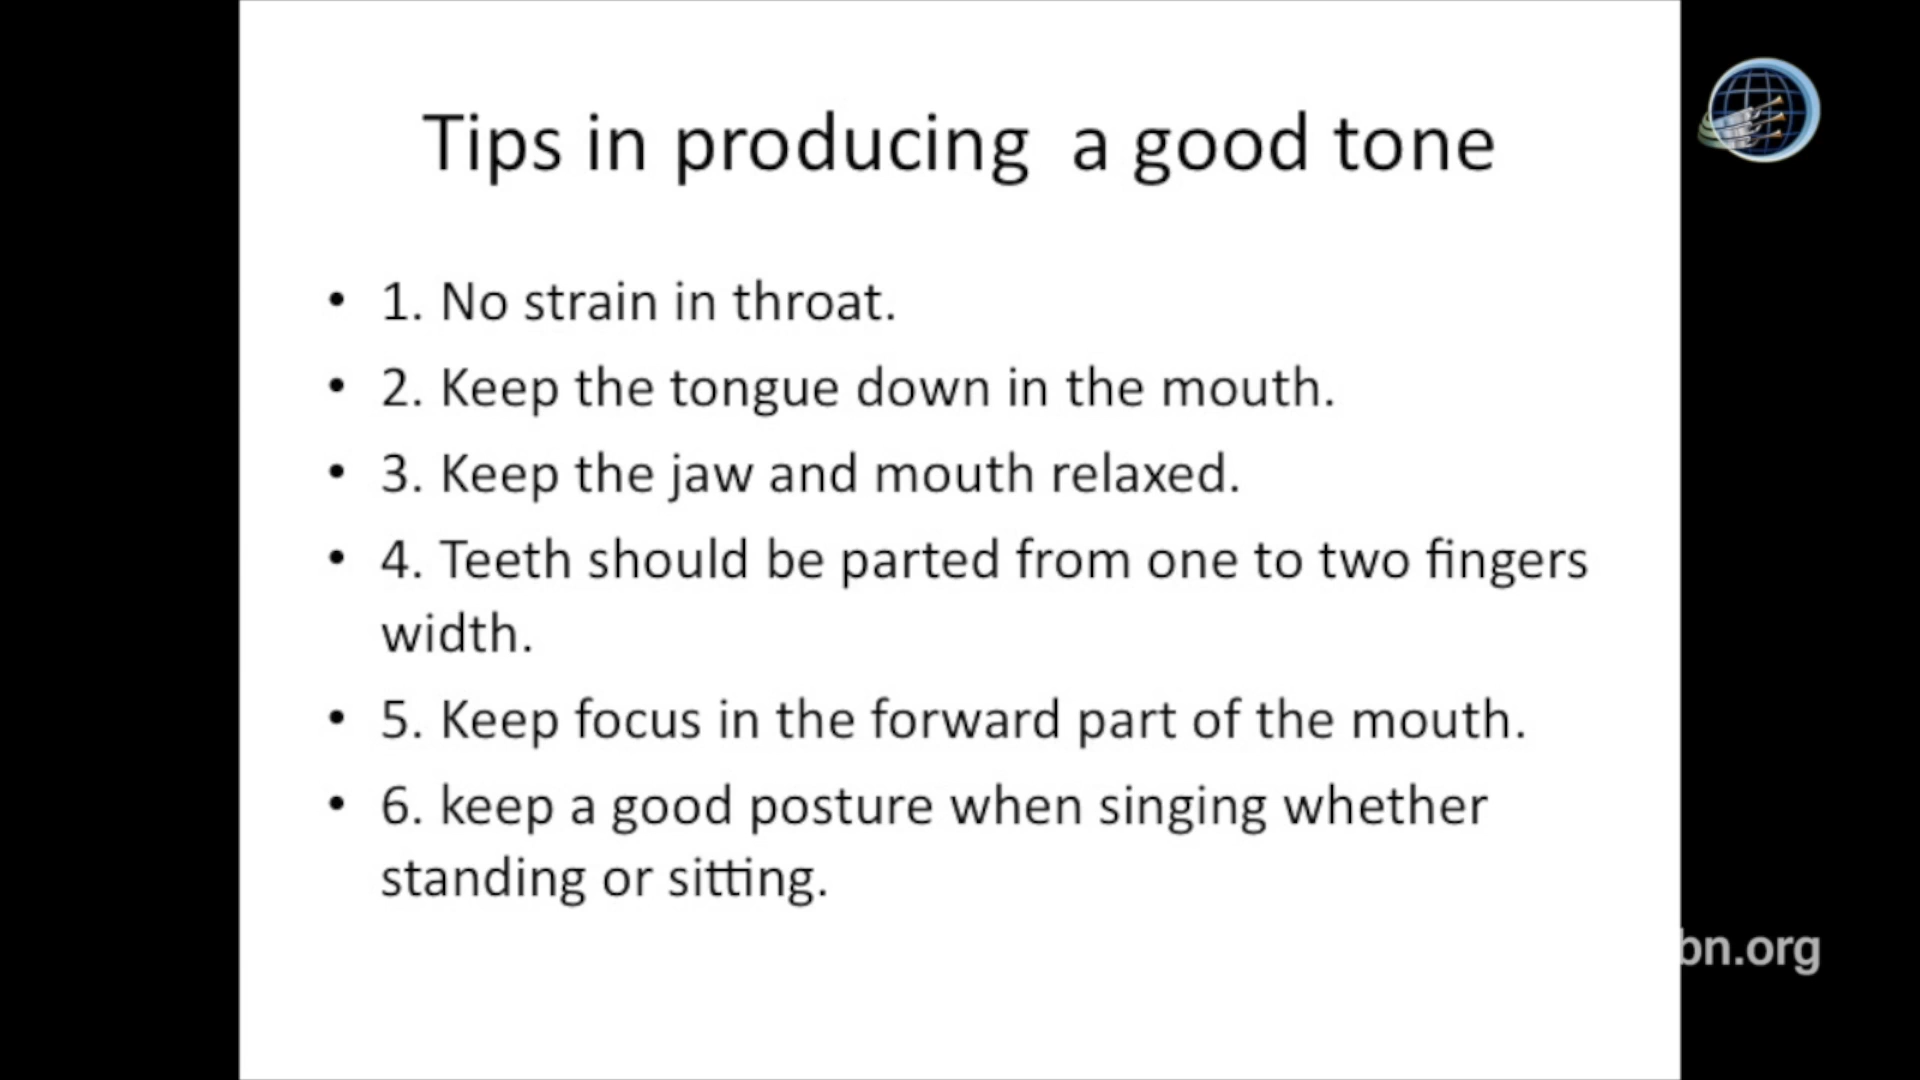 Tips in producing  a good tone
• 1. No strain in throat.
• 2. Keep the tongue down in the mouth.
• 3. Keep the jaw and mouth relaxed.
• 4. Teeth should be parted from one to two fingers
width.
• 5. Keep focus in the forward part of the mouth.
• 6. keep a good posture when singing whether
standing or sitting.
bn.org